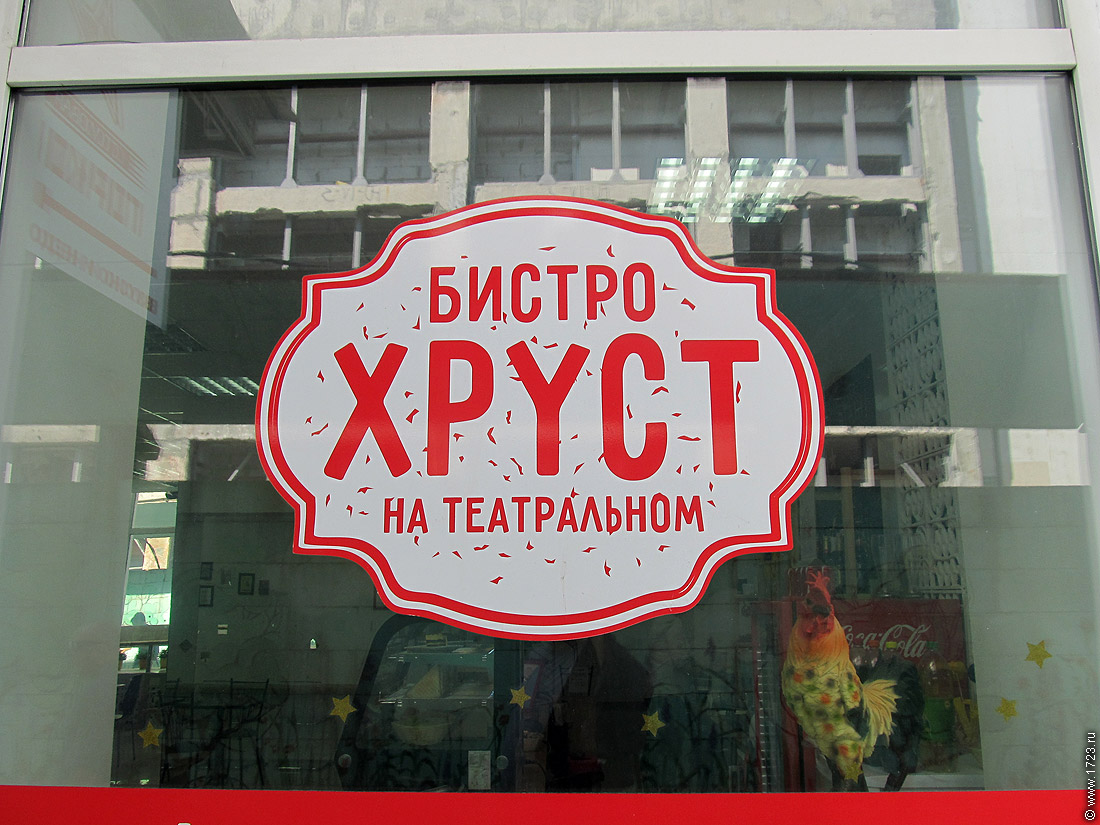 БИСТРО
ХРУСТ
НА ТЕАТРАЛЬНОМ
Coca-Cola
© www.1723.ru